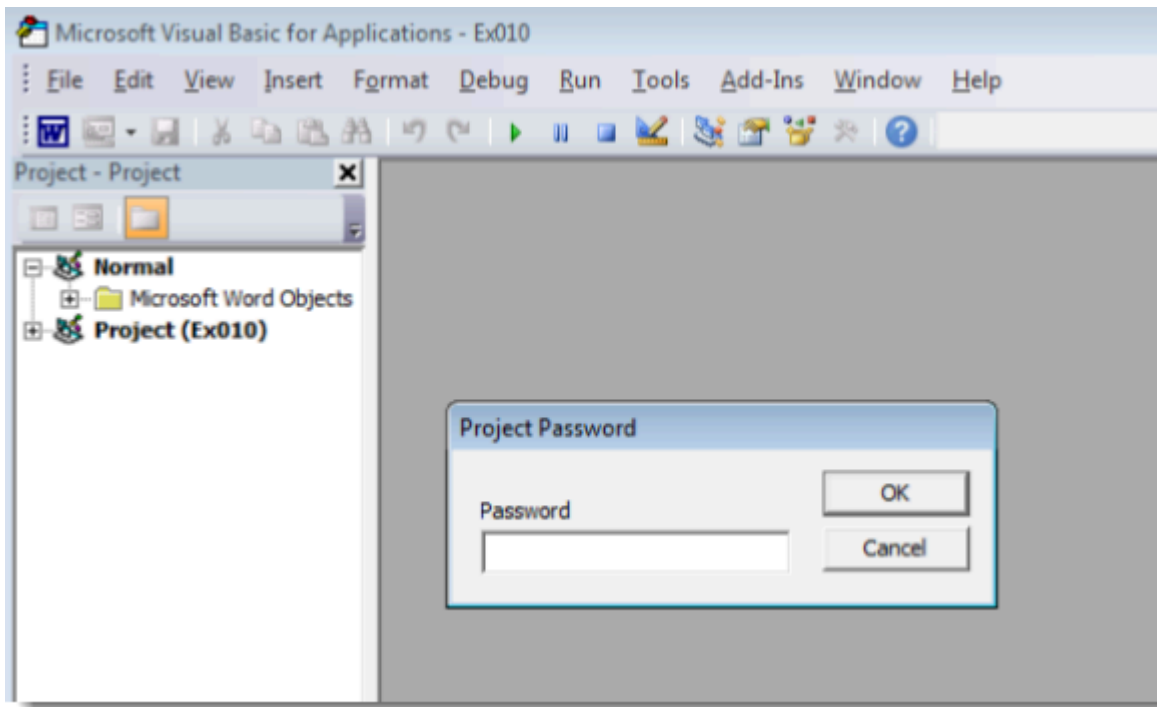 Microsoft Visual Basic for Applications - Ex010
File Edit View Insert Format Debug Run Tools Add-Ins Window Help
Project - Project
Normal
Microsoft Word Objects
Project (Ex010)
Project Password
Password
OK
Cancel